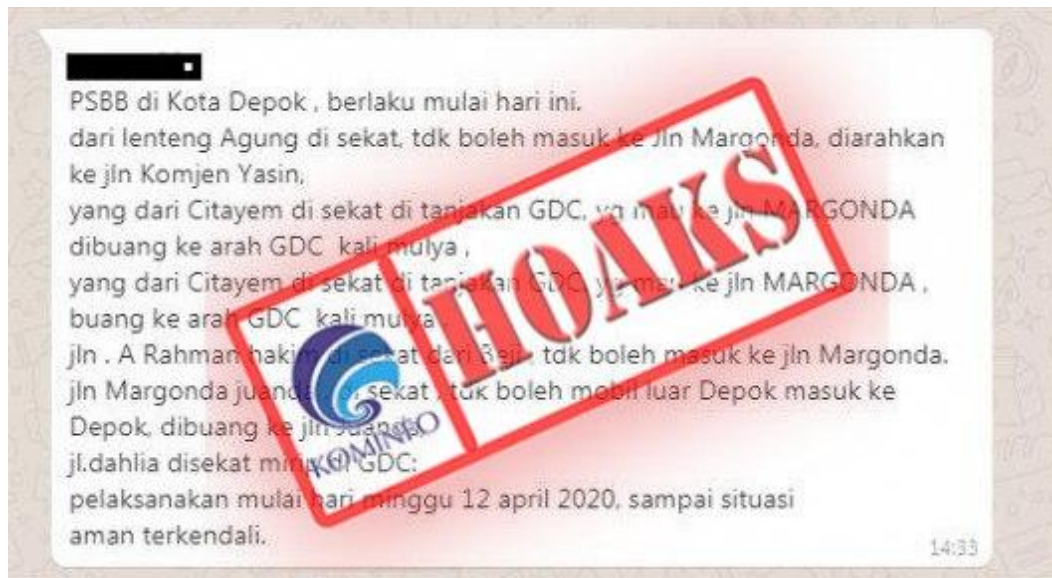 PSBB di Kota Depok , berlaku mulai hari ini.
dari lenteng Agung di sekat, tdk boleh masuk ke Jln Margonda, diarahkan
ke jln Komjen Yasin,
yang dari Citayem di sekat di tanjakan GDC, yg mau ke jln MARGONDA
dibuang ke arah GDC kali mulya ,
yang dari Citayem di sekat di tanjakan GDC, yg mau ke jln MARGONDA ,
buang ke arah GDC kali mulya
jln . A Rahman hakim di sekat dari Beji , tdk boleh masuk ke jln Margonda.
jln Margonda juanda di sekat , tdk boleh mobil luar Depok masuk ke
Depok, dibuang ke jln
jl.dahlia disekat GDC:
pelaksanakan mulai hari minggu 12 april 2020, sampai situasi
aman terkendali.
14:33
HOAKS
KOMINFO